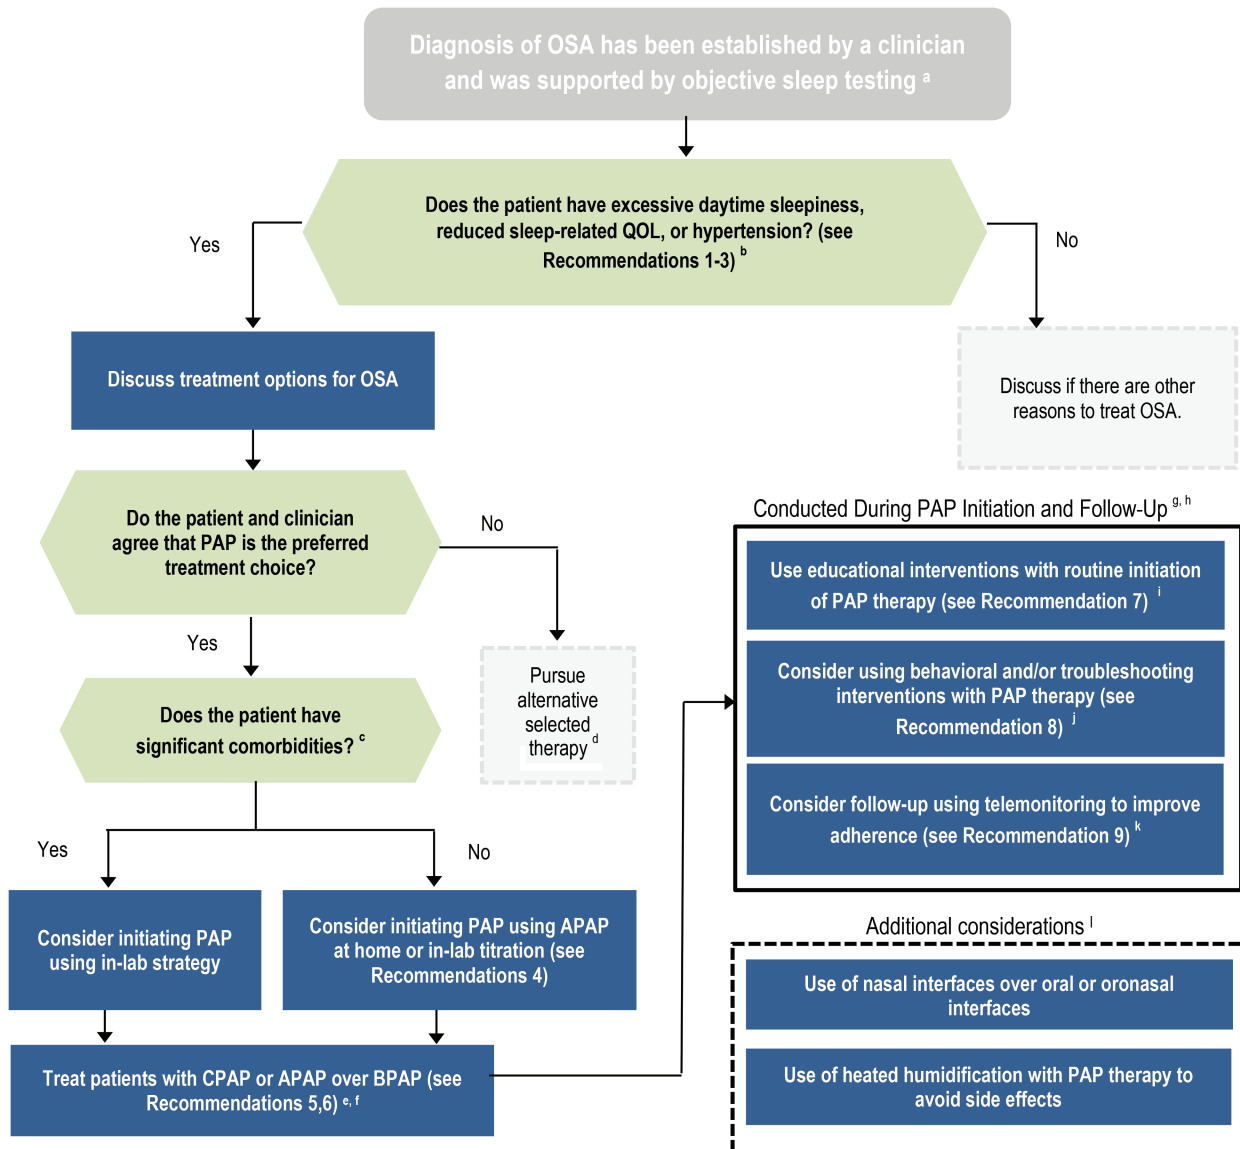 Diagnosis of OSA has been established by a clinician
and was supported by objective sleep testing a
Does the patient have excessive daytime sleepiness,
reduced sleep-related QOL, or hypertension? (see
Recommendations 1-3) b
Yes
No
Discuss treatment options for OSA
Discuss if there are other
reasons to treat OSA.
Do the patient and clinician
agree that PAP is the preferred
treatment choice?
No
Yes
Pursue
alternative
selected
therapy d
Does the patient have
significant comorbidities? c
Yes
No
Consider initiating PAP
using in-lab strategy
Consider initiating PAP using APAP
at home or in-lab titration (see
Recommendations 4)
Treat patients with CPAP or APAP over BPAP (see
Recommendations 5,6) e, f
Conducted During PAP Initiation and Follow-Up g, h
Use educational interventions with routine initiation
of PAP therapy (see Recommendation 7) i
Consider using behavioral and/or troubleshooting
interventions with PAP therapy (see
Recommendation 8) j
Consider follow-up using telemonitoring to improve
adherence (see Recommendation 9) k
Additional considerations l
Use of nasal interfaces over oral or oronasal
interfaces
Use of heated humidification with PAP therapy to
avoid side effects